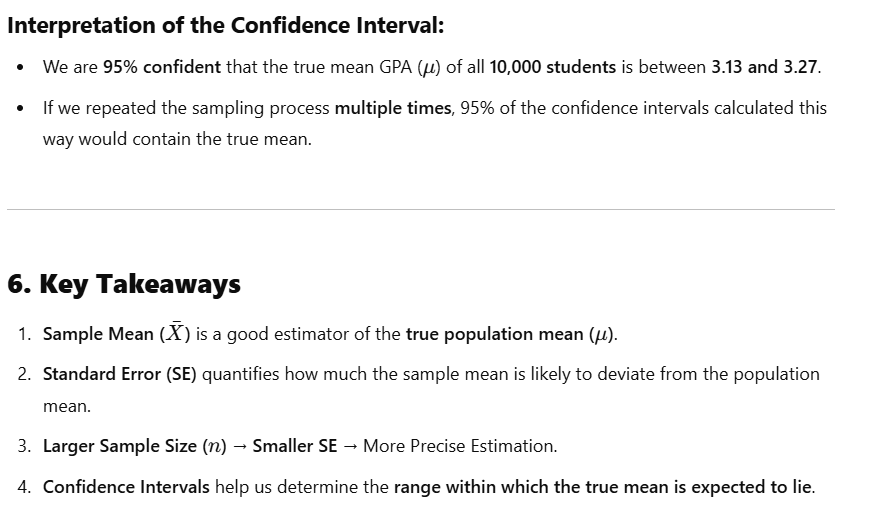 Interpretation of the Confidence Interval:
• We are 95% confident that the true mean GPA (μ) of all 10,000 students is between 3.13 and 3.27.
• If we repeated the sampling process multiple times, 95% of the confidence intervals calculated this
way would contain the true mean.
6. Key Takeaways
1. Sample Mean (X̄) is a good estimator of the true population mean (μ).
2. Standard Error (SE) quantifies how much the sample mean is likely to deviate from the population
mean.
3. Larger Sample Size (n) → Smaller SE → More Precise Estimation.
4. Confidence Intervals help us determine the range within which the true mean is expected to lie.